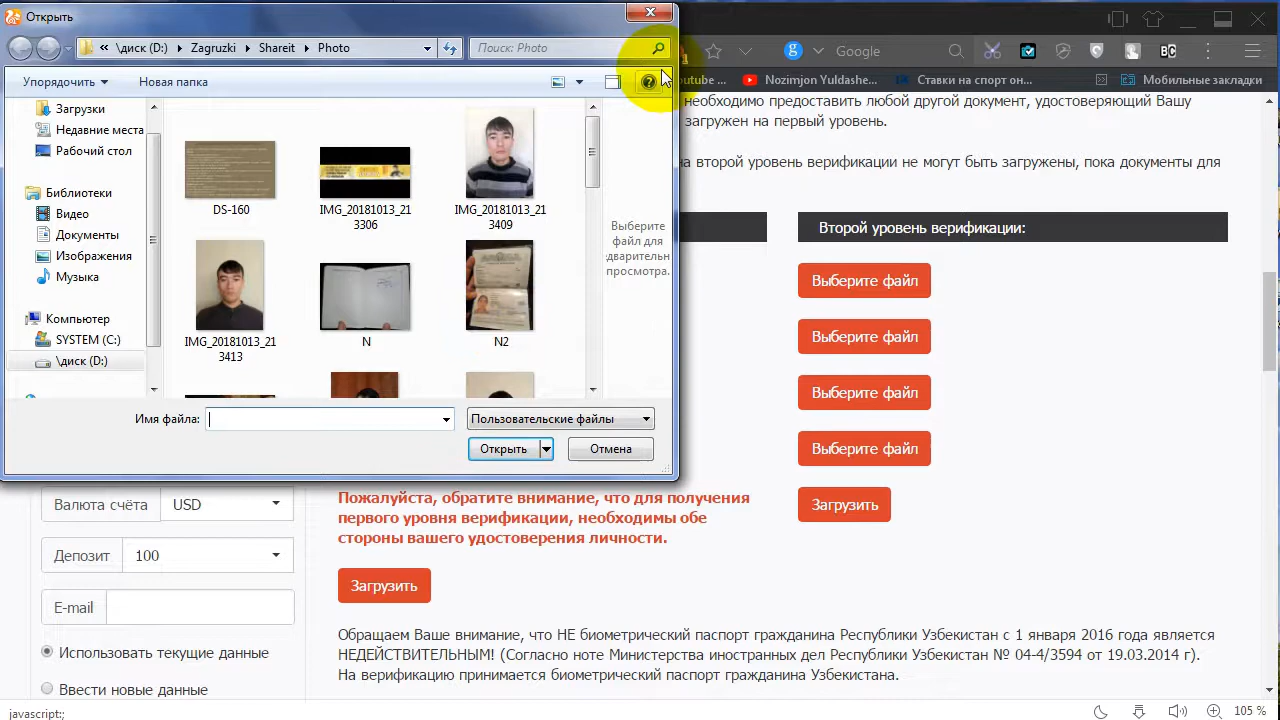 Открыть
« \диск (D:) Zagruzki Shareit Photo
Поиск: Photo
Google
Упорядочить
Новая папка
Nozimjon Yuldashe...
Ставки на спорт он...
Мобильные закладки
Загрузки
Недавние места
Рабочий стол
Библиотеки
Видео
Документы
Изображения
Музыка
Компьютер
SYSTEM (C:)
\диск (D:)
DS-160
IMG_20181013_213306
IMG_20181013_213409
IMG_20181013_213413
N
N2
Выберите
файл для
дварительн
просмотра.
Имя файла:
Пользовательские файлы
Открыть
Отмена
необходимо предоставить любой другой документ, удостоверяющий Вашу
загружен на первый уровень.
на второй уровень верификации не могут быть загружены, пока документы для
Второй уровень верификации:
Выберите файл
Выберите файл
Выберите файл
Выберите файл
Загрузить
Валюта счёта USD
Депозит 100
E-mail
Использовать текущие данные
Ввести новые данные
Пожалуйста, обратите внимание, что для получения
первого уровня верификации, необходимы обе
стороны вашего удостоверения личности.
Загрузить
Обращаем Ваше внимание, что НЕ биометрический паспорт гражданина Республики Узбекистан с 1 января 2016 года является
НЕДЕЙСТВИТЕЛЬНЫМ! (Согласно ноте Министерства иностранных дел Республики Узбекистан № 04-4/3594 от 19.03.2014 г).
На верификацию принимается биометрический паспорт гражданина Узбекистана.
javascript:;
105 %